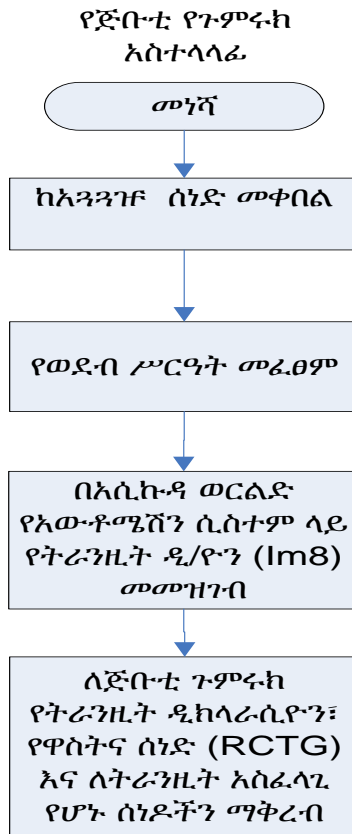 የጅቡቲ የጉምሩክ
አስተላላፊ
መነሻ
ከአጓጓዡ ሰነድ መቀበል
የወደብ ሥርዓት መፈፀም
በአሲኩዳ ወርልድ
የአውቶሜሽን ሲስተም ላይ
የትራንዚት ዲ/ዮን (Im8)
መመዝገብ
ለጅቡቲ ጉምሩክ
የትራንዚት ዲክላራሲዮን፣
የዋስትና ሰነድ (RCTG)
እና ለትራንዚት አስፈላጊ
የሆኑ ሰነዶችን ማቅረብ